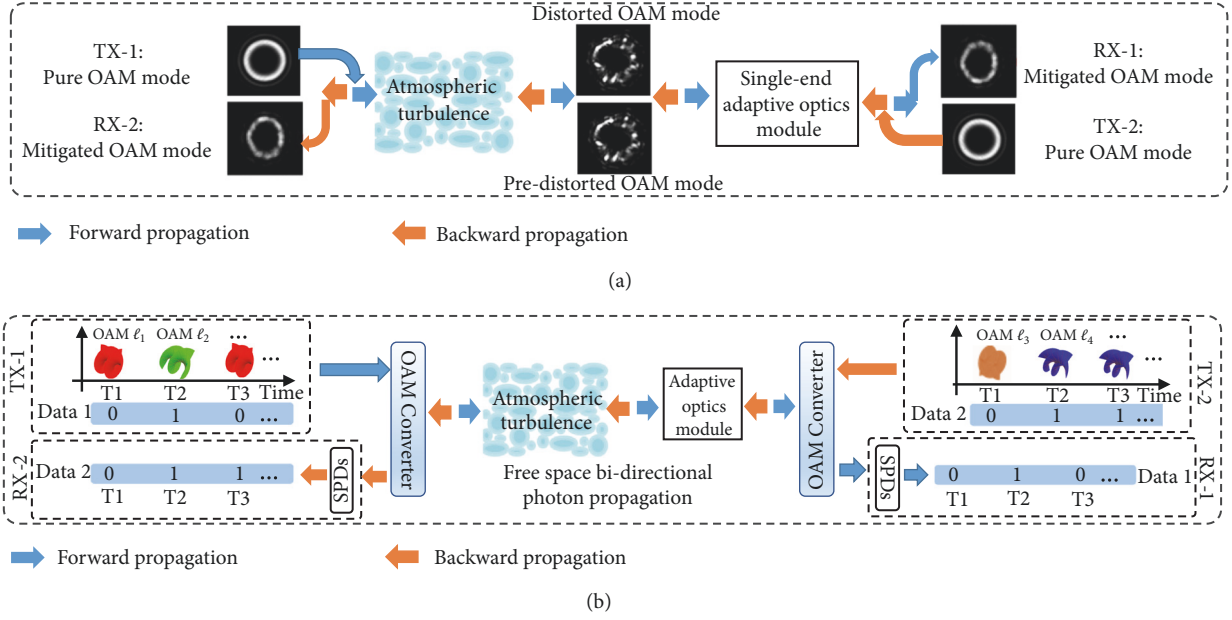 Distorted OAM mode
TX-1:
Pure OAM mode
RX-2:
Mitigated OAM mode
Atmospheric
turbulence
Single-end
adaptive optics
module
RX-1:
Mitigated OAM mode
TX-2:
Pure OAM mode
Pre-distorted OAM mode
Forward propagation
Backward propagation
(a)
TX-1
OAM ℓ1 OAM ℓ2 ...
...
T1 T2 T3 Time
Data 1 0 1 0 ...
RX-2
Data 2 0 1 1 ...
T1 T2 T3
SPDs
OAM Converter
Atmospheric
turbulence
Free space bi-directional
photon propagation
Adaptive
optics
module
OAM Converter
TX-2
OAM ℓ3 OAM ℓ4 ...
...
T1 T2 T3 Time
Data 2 0 1 1 ...
RX-1
SPDs
0 1 0 ... Data 1
T1 T2 T3
Forward propagation
Backward propagation
(b)